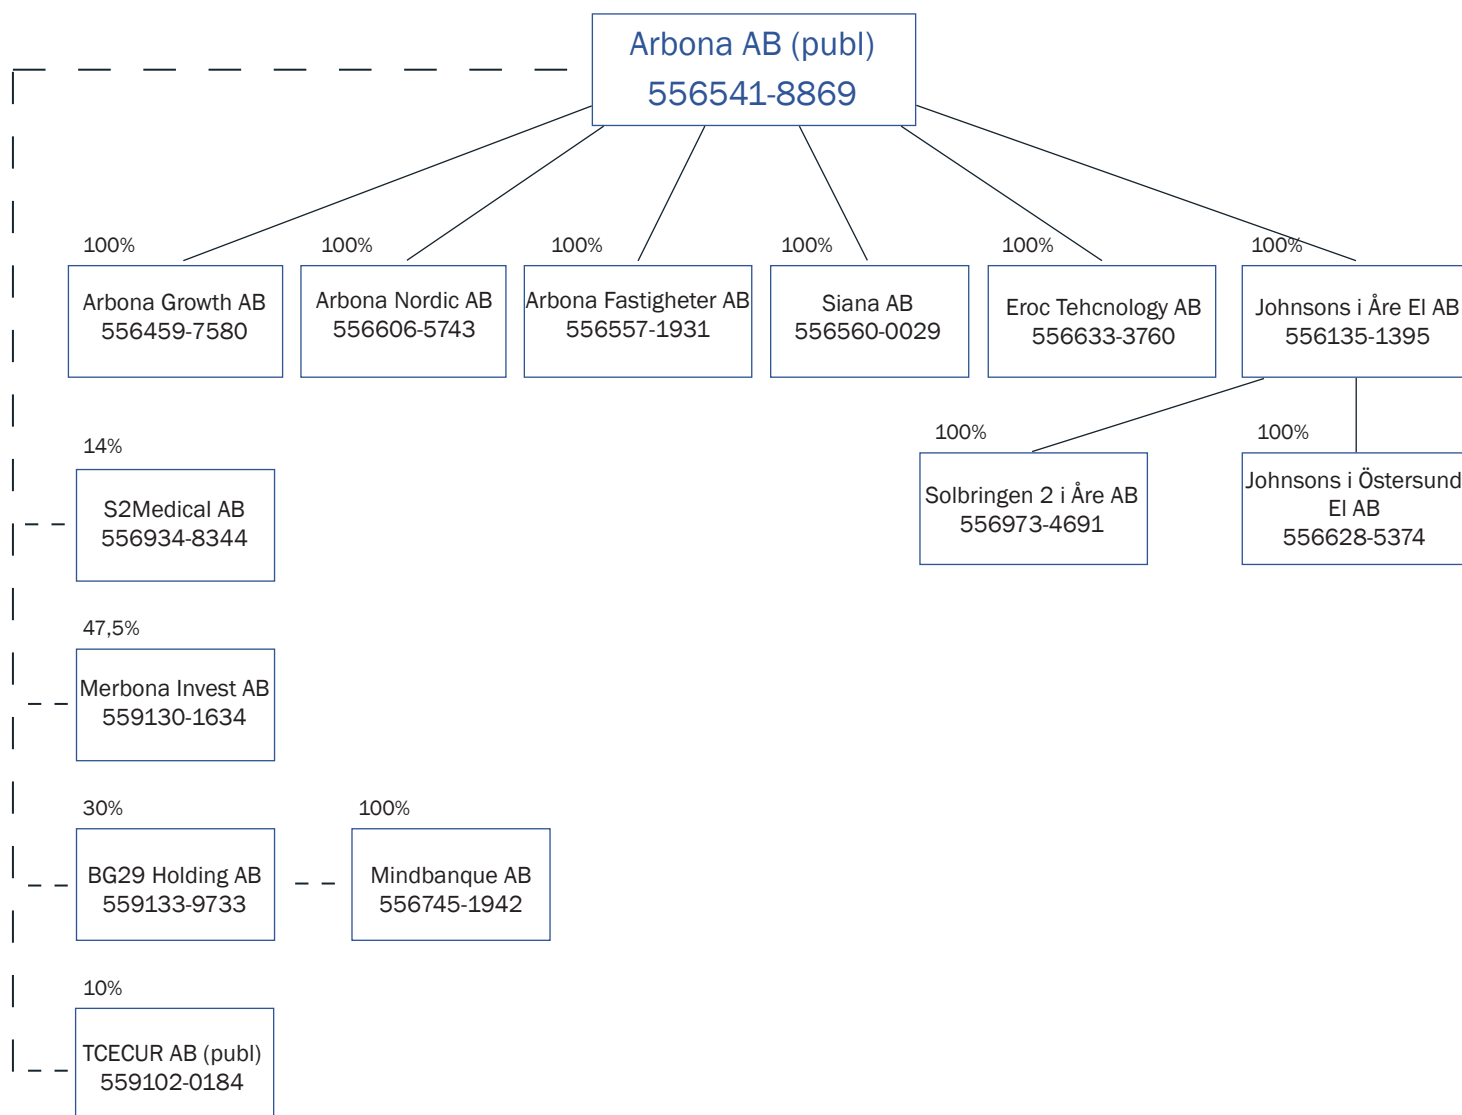 Arbona AB (publ)
556541-8869
100%
100%
100%
100%
100%
100%
Arbona Growth AB
556459-7580
Arbona Nordic AB
556606-5743
Arbona Fastigheter AB
556557-1931
Siana AB
556560-0029
Eroc Tehcnology AB
556633-3760
Johnsons i Åre El AB
556135-1395
100%
100%
Solbringen 2 i Åre AB
556973-4691
Johnsons i Östersund
El AB
556628-5374
14%
S2Medical AB
556934-8344
47,5%
Merbona Invest AB
559130-1634
30%
100%
BG29 Holding AB
559133-9733
Mindbanque AB
556745-1942
10%
TCECUR AB (publ)
559102-0184